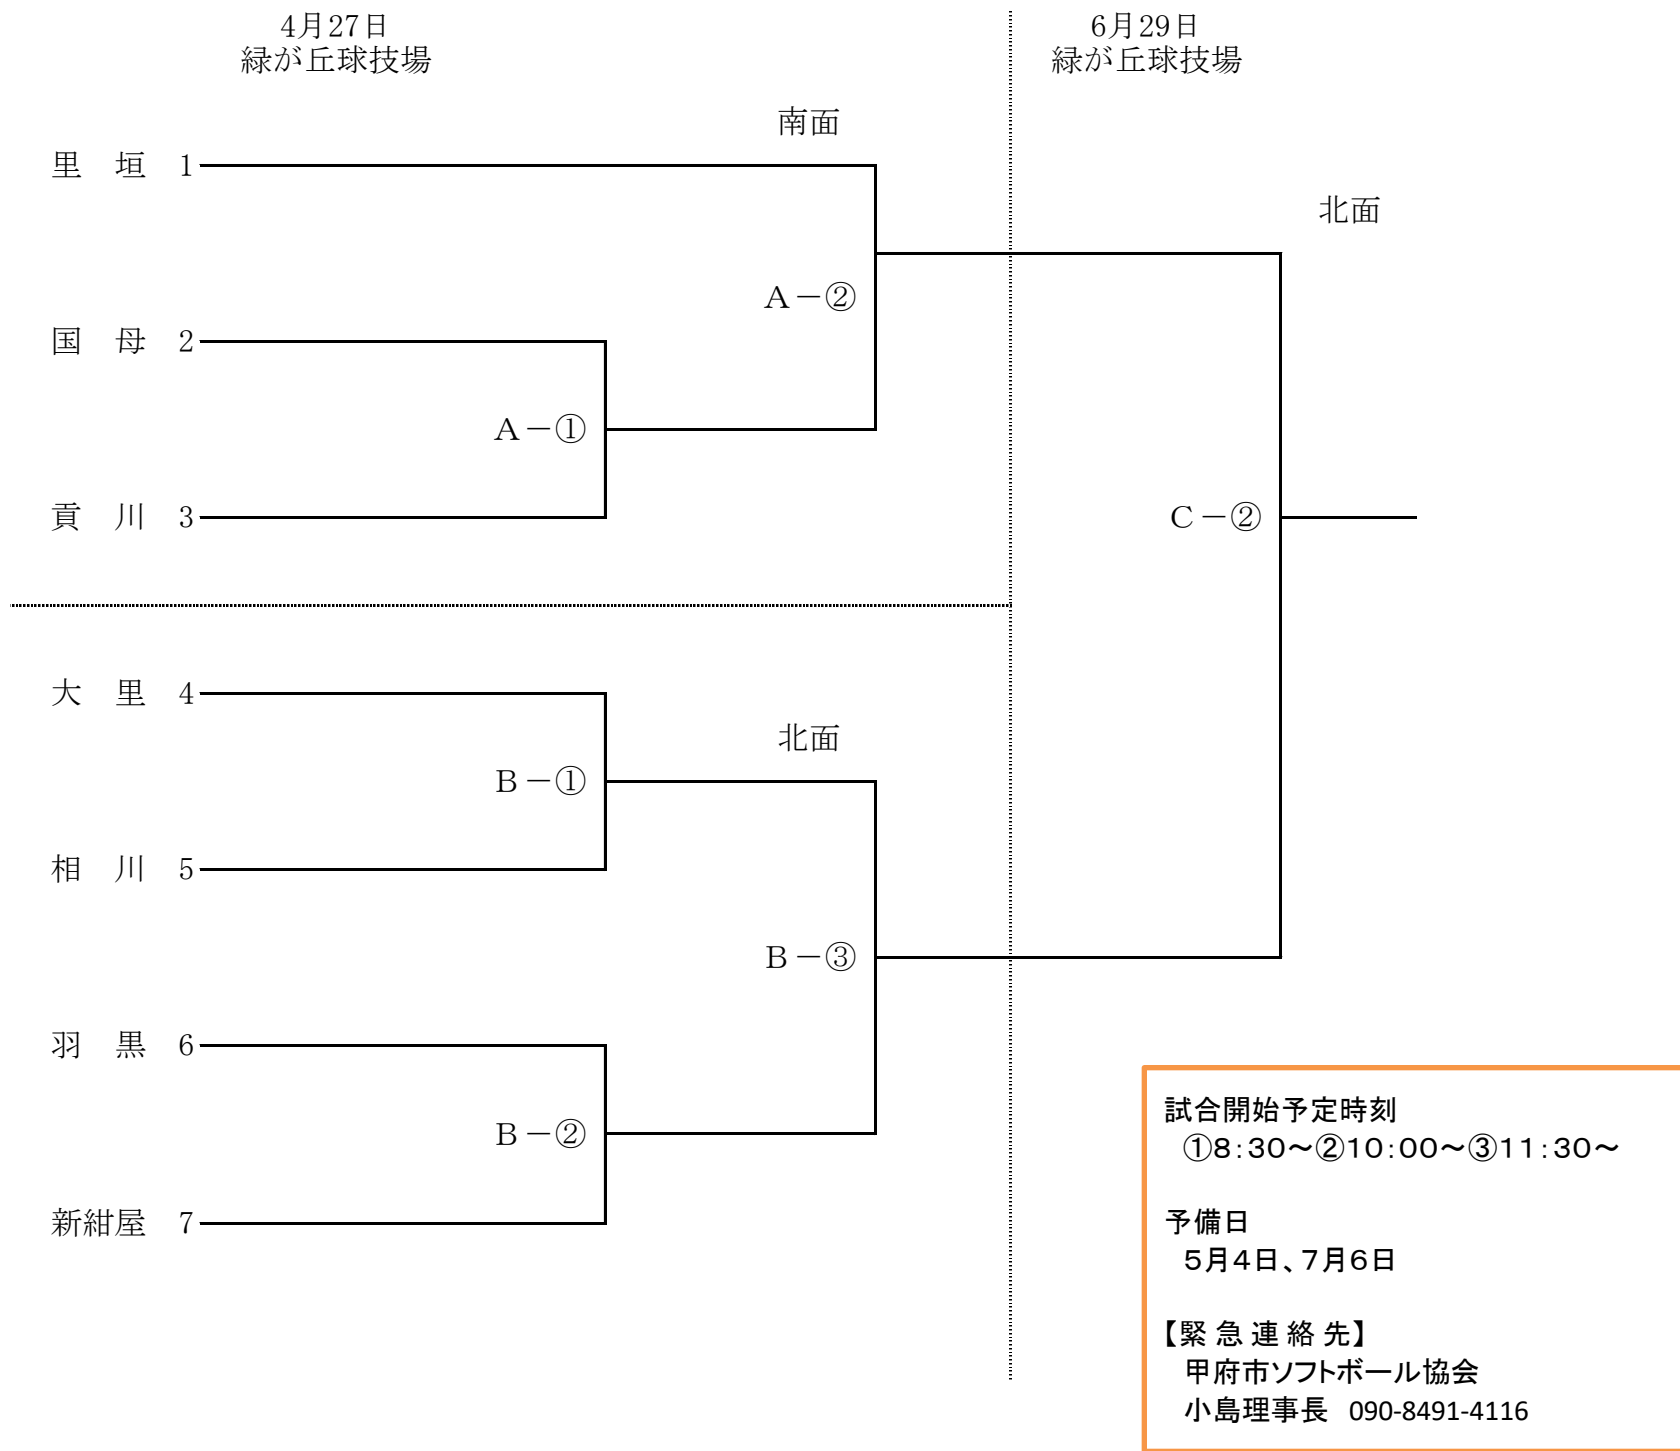 4月27日
緑が丘球技場
6月29日
緑が丘球技場
南面
里　垣　1
北面
A－②
国　母　2
A－①
貢　川　3
C－②
大　里　4
北面
B－①
相　川　5
B－③
羽　黒　6
B－②
新紺屋　7
試合開始予定時刻
①8：30～②10：00～③11：30～
予備日
5月4日、7月6日
【緊 急 連 絡 先】
甲府市ソフトボール協会
小島理事長　090-8491-4116